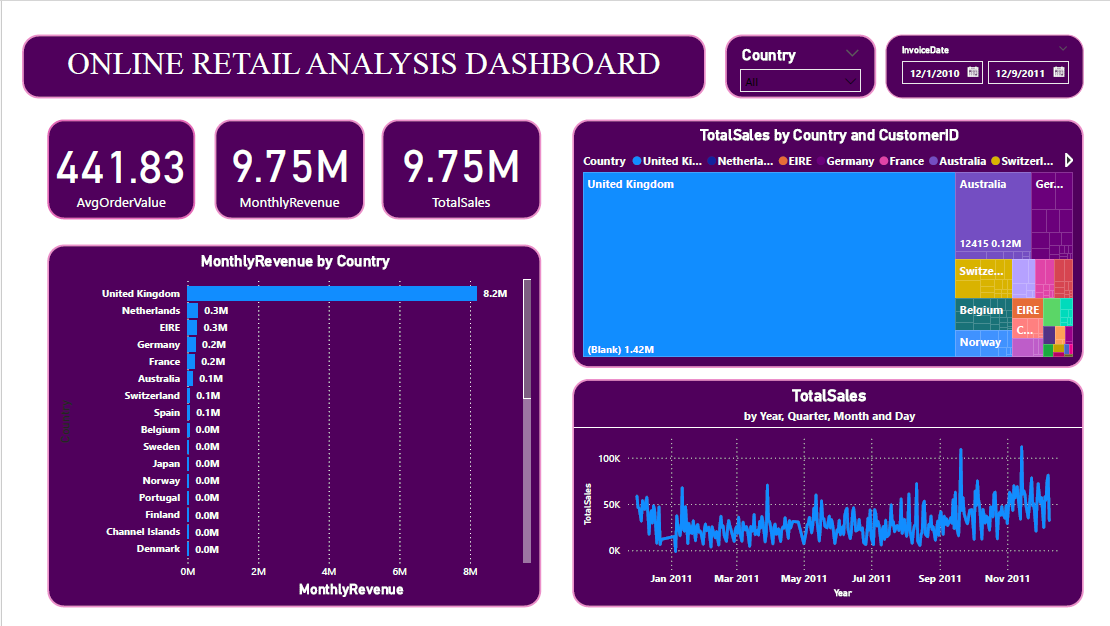 ONLINE RETAIL ANALYSIS DASHBOARD
Country
All
InvoiceDate
12/1/2010 12/9/2011
441.83
AvgOrderValue
9.75M
MonthlyRevenue
9.75M
TotalSales
MonthlyRevenue by Country
Country
United Kingdom 8.2M
Netherlands 0.3M
EIRE 0.3M
Germany 0.2M
France 0.2M
Australia 0.1M
Switzerland 0.1M
Spain 0.1M
Belgium 0.0M
Sweden 0.0M
Japan 0.0M
Norway 0.0M
Portugal 0.0M
Finland 0.0M
Channel Islands 0.0M
Denmark 0.0M
0M 2M 4M 6M 8M
MonthlyRevenue
TotalSales by Country and CustomerID
Country United Ki... Netherla... EIRE Germany France Australia Switzerl...
United Kingdom
(Blank) 1.42M
Australia
12415 0.12M
Ger...
Switze...
Belgium
EIRE
C...
Norway
TotalSales
by Year, Quarter, Month and Day
TotalSales
100K
50K
0K
Jan 2011 Mar 2011 May 2011 Jul 2011 Sep 2011 Nov 2011
Year